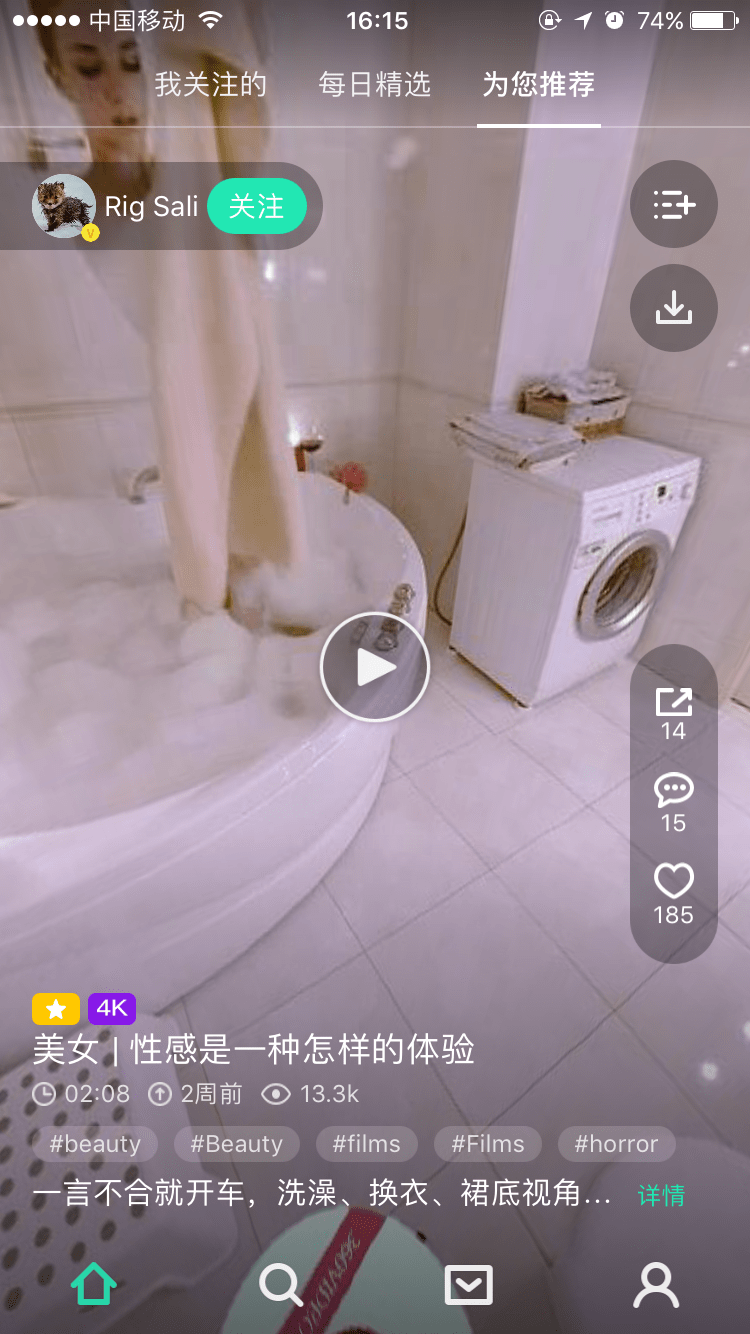 中国移动 16:15 74%
我关注的 每日精选 为您推荐
Rig Sali 关注
14
15
185
4K
美女 | 性感是一种怎样的体验
02:08 2周前 13.3k
#beauty #Beauty #films #Films #horror
一言不合就开车，洗澡、换衣、裙底视角... 详情